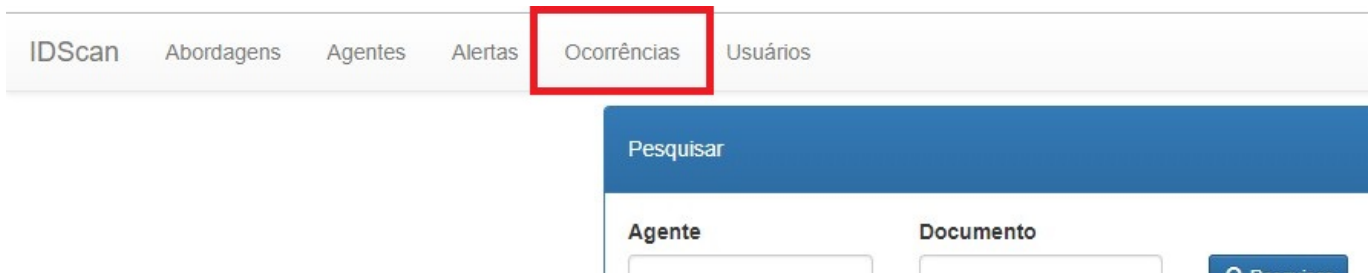 IDScan Abordagens Agentes Alertas Ocorrências Usuários
Pesquisar
Agente Documento